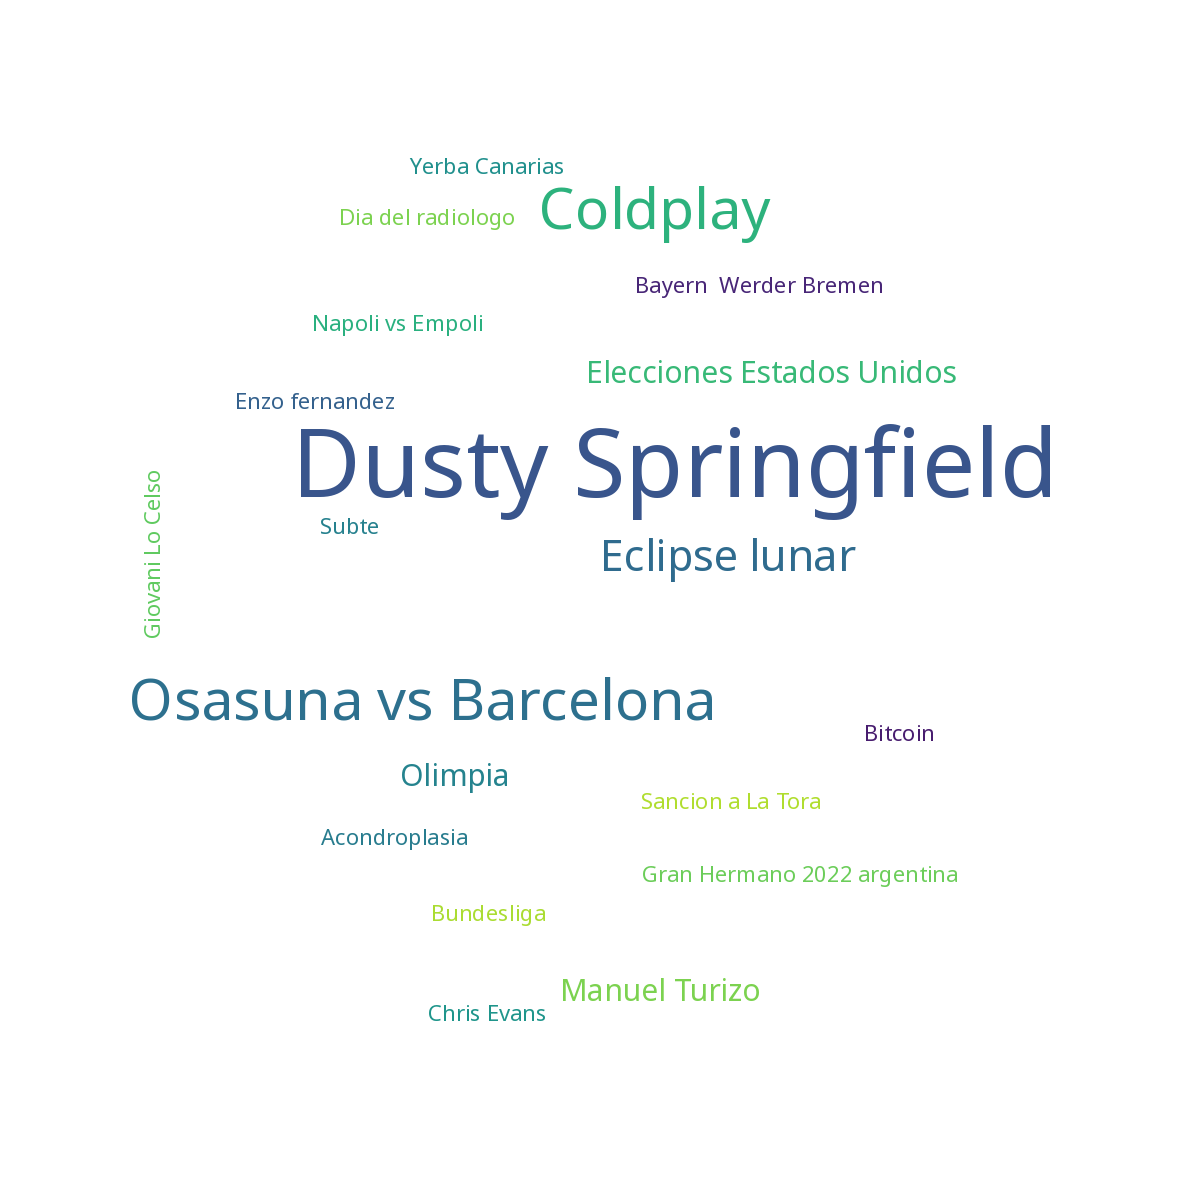 Yerba Canarias
Coldplay
Dia del radiologo
Bayern  Werder Bremen
Napoli vs Empoli
Elecciones Estados Unidos
Enzo fernandez
Dusty Springfield
Subte
Eclipse lunar
Giovani Lo Celso
Osasuna vs Barcelona
Bitcoin
Olimpia
Sancion a La Tora
Acondroplasia
Gran Hermano 2022 argentina
Bundesliga
Manuel Turizo
Chris Evans